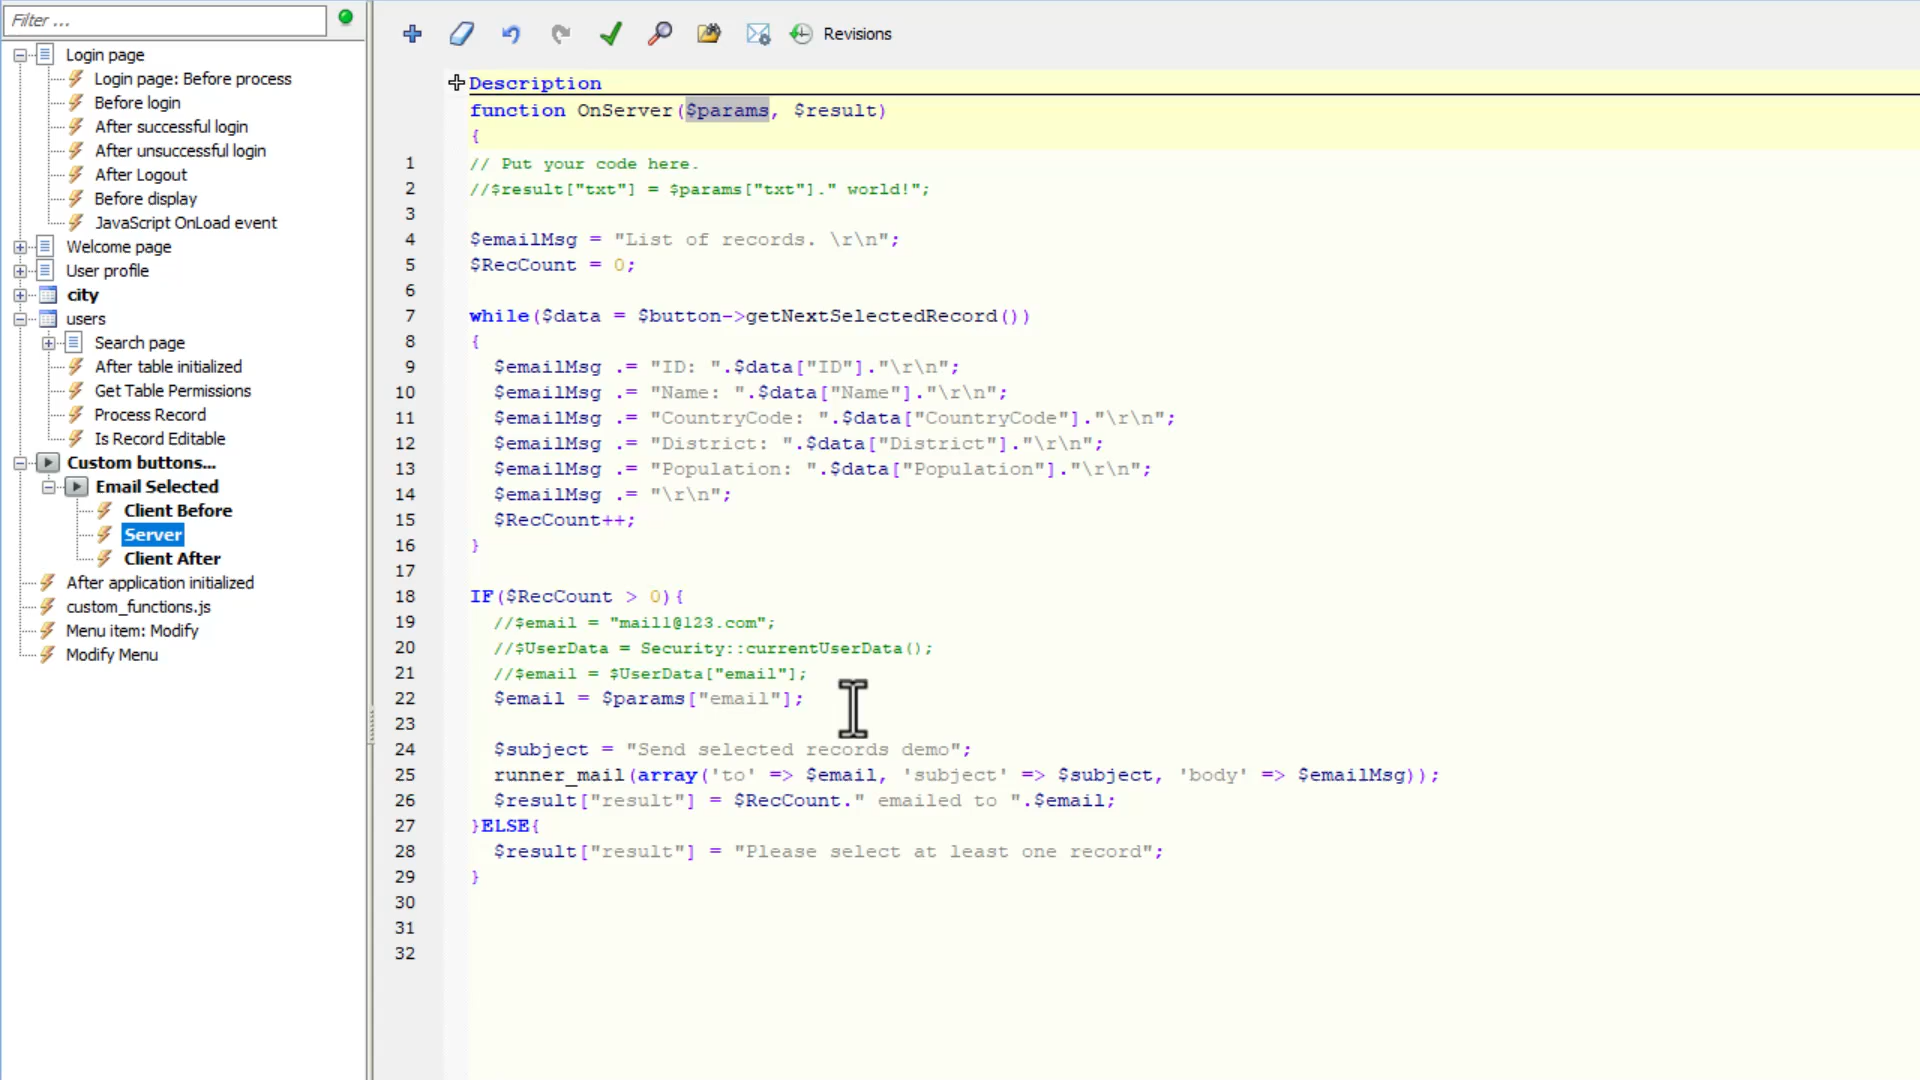 Filter ...
Login page
Login page: Before process
Before login
After successful login
After unsuccessful login
After Logout
Before display
JavaScript OnLoad event
Welcome page
User profile
city
users
Search page
After table initialized
Get Table Permissions
Process Record
Is Record Editable
Custom buttons...
Email Selected
Client Before
Server
Client After
After application initialized
custom_functions.js
Menu item: Modify
Modify Menu
Revisions
Description
function OnServer($params, $result)
{
1 // Put your code here.
2 //$result["txt"] = $params["txt"]." world!";
3
4 $emailMsg = "List of records. \r\n";
5 $RecCount = 0;
6
7 while($data = $button->getNextSelectedRecord())
8 {
9 $emailMsg .= "ID: ".$data["ID"]."\r\n";
10 $emailMsg .= "Name: ".$data["Name"]."\r\n";
11 $emailMsg .= "CountryCode: ".$data["CountryCode"]."\r\n";
12 $emailMsg .= "District: ".$data["District"]."\r\n";
13 $emailMsg .= "Population: ".$data["Population"]."\r\n";
14 $emailMsg .= "\r\n";
15 $RecCount++;
16 }
17
18 IF($RecCount > 0){
19 //$email = "mail1@123.com";
20 //$UserData = Security::currentUserData();
21 //$email = $UserData["email"];
22 $email = $params["email"];
23
24 $subject = "Send selected records demo";
25 runner_mail(array('to' => $email, 'subject' => $subject, 'body' => $emailMsg));
26 $result["result"] = $RecCount." emailed to ".$email;
27 }ELSE{
28 $result["result"] = "Please select at least one record";
29 }
30
31
32